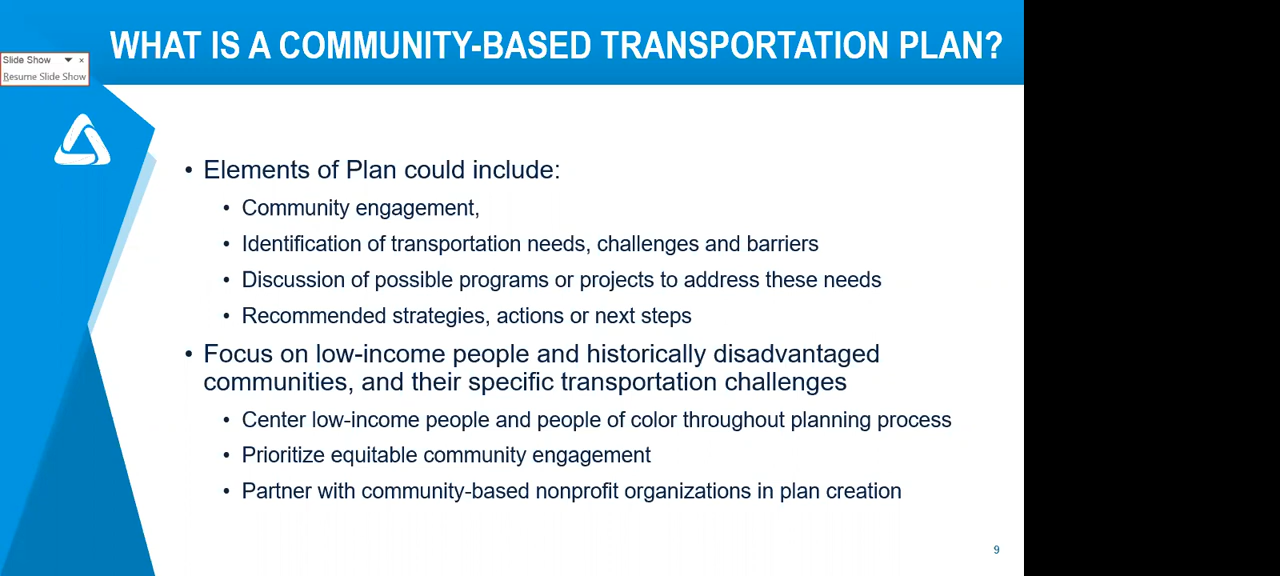 WHAT IS A COMMUNITY-BASED TRANSPORTATION PLAN?
Slide Show
Resume Slide Show
• Elements of Plan could include:
• Community engagement,
• Identification of transportation needs, challenges and barriers
• Discussion of possible programs or projects to address these needs
• Recommended strategies, actions or next steps
• Focus on low-income people and historically disadvantaged
communities, and their specific transportation challenges
• Center low-income people and people of color throughout planning process
• Prioritize equitable community engagement
• Partner with community-based nonprofit organizations in plan creation
9